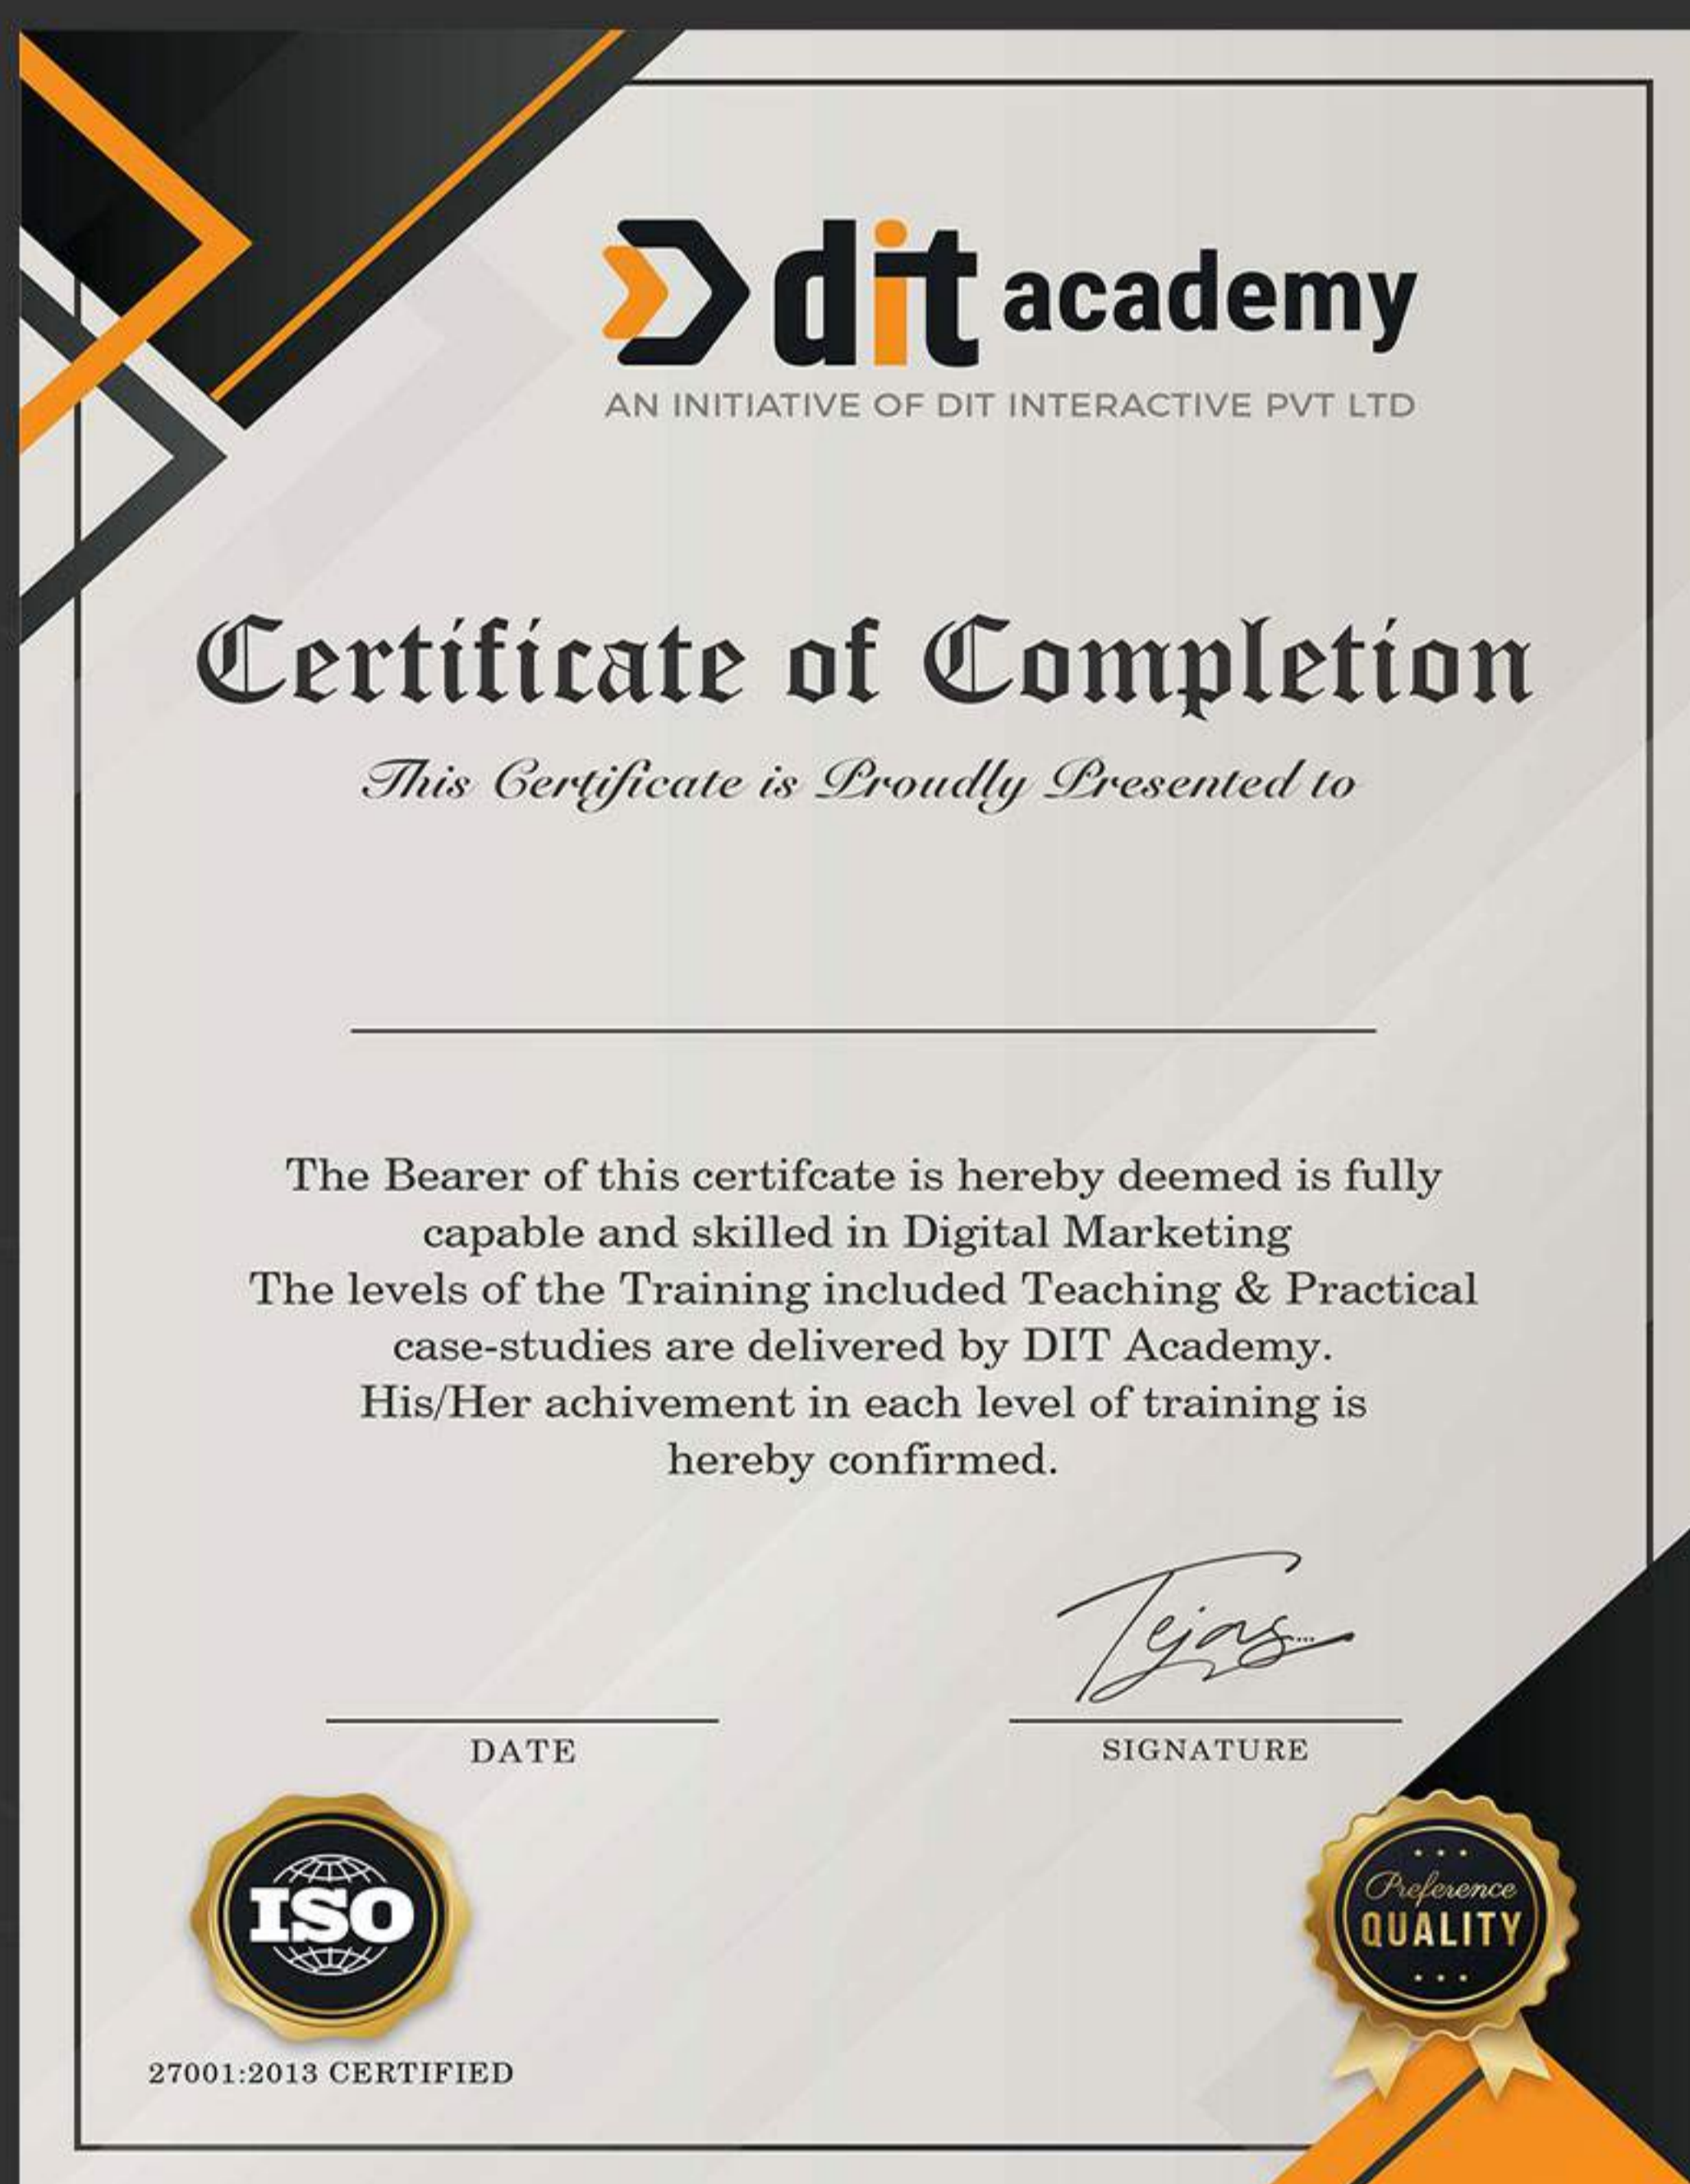 dit academy
AN INITIATIVE OF DIT INTERACTIVE PVT LTD
Certificate of Completion
This Certificate is Proudly Presented to
The Bearer of this certifcate is hereby deemed is fully
capable and skilled in Digital Marketing
The levels of the Training included Teaching & Practical
case-studies are delivered by DIT Academy.
His/Her achivement in each level of training is
hereby confirmed.
Tejas...
DATE
SIGNATURE
ISO
Preference
QUALITY
27001:2013 CERTIFIED